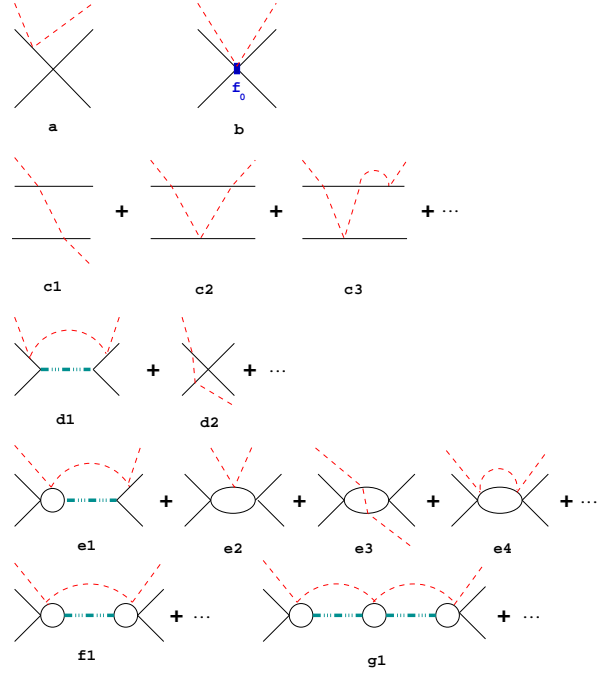 f0
a b
+ + + ...
c1 c2 c3
+ + ...
d1 d2
+ + + + ...
e1 e2 e3 e4
+ ... + ...
f1 g1